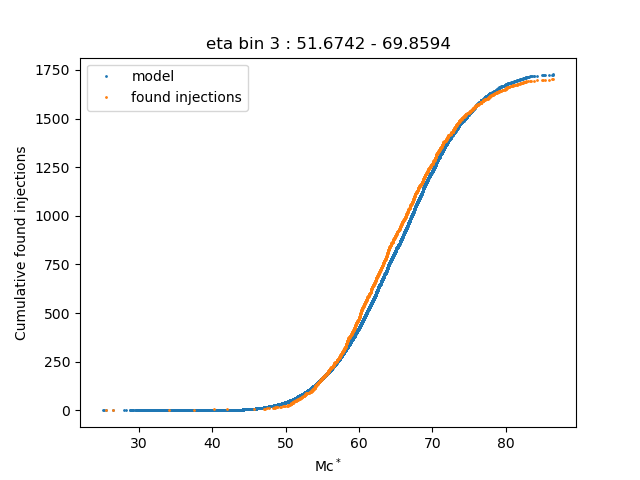 eta bin 3 : 51.6742 - 69.8594
model
found injections
Cumulative found injections
1750
1500
1250
1000
750
500
250
0
30 40 50 60 70 80
Mc*